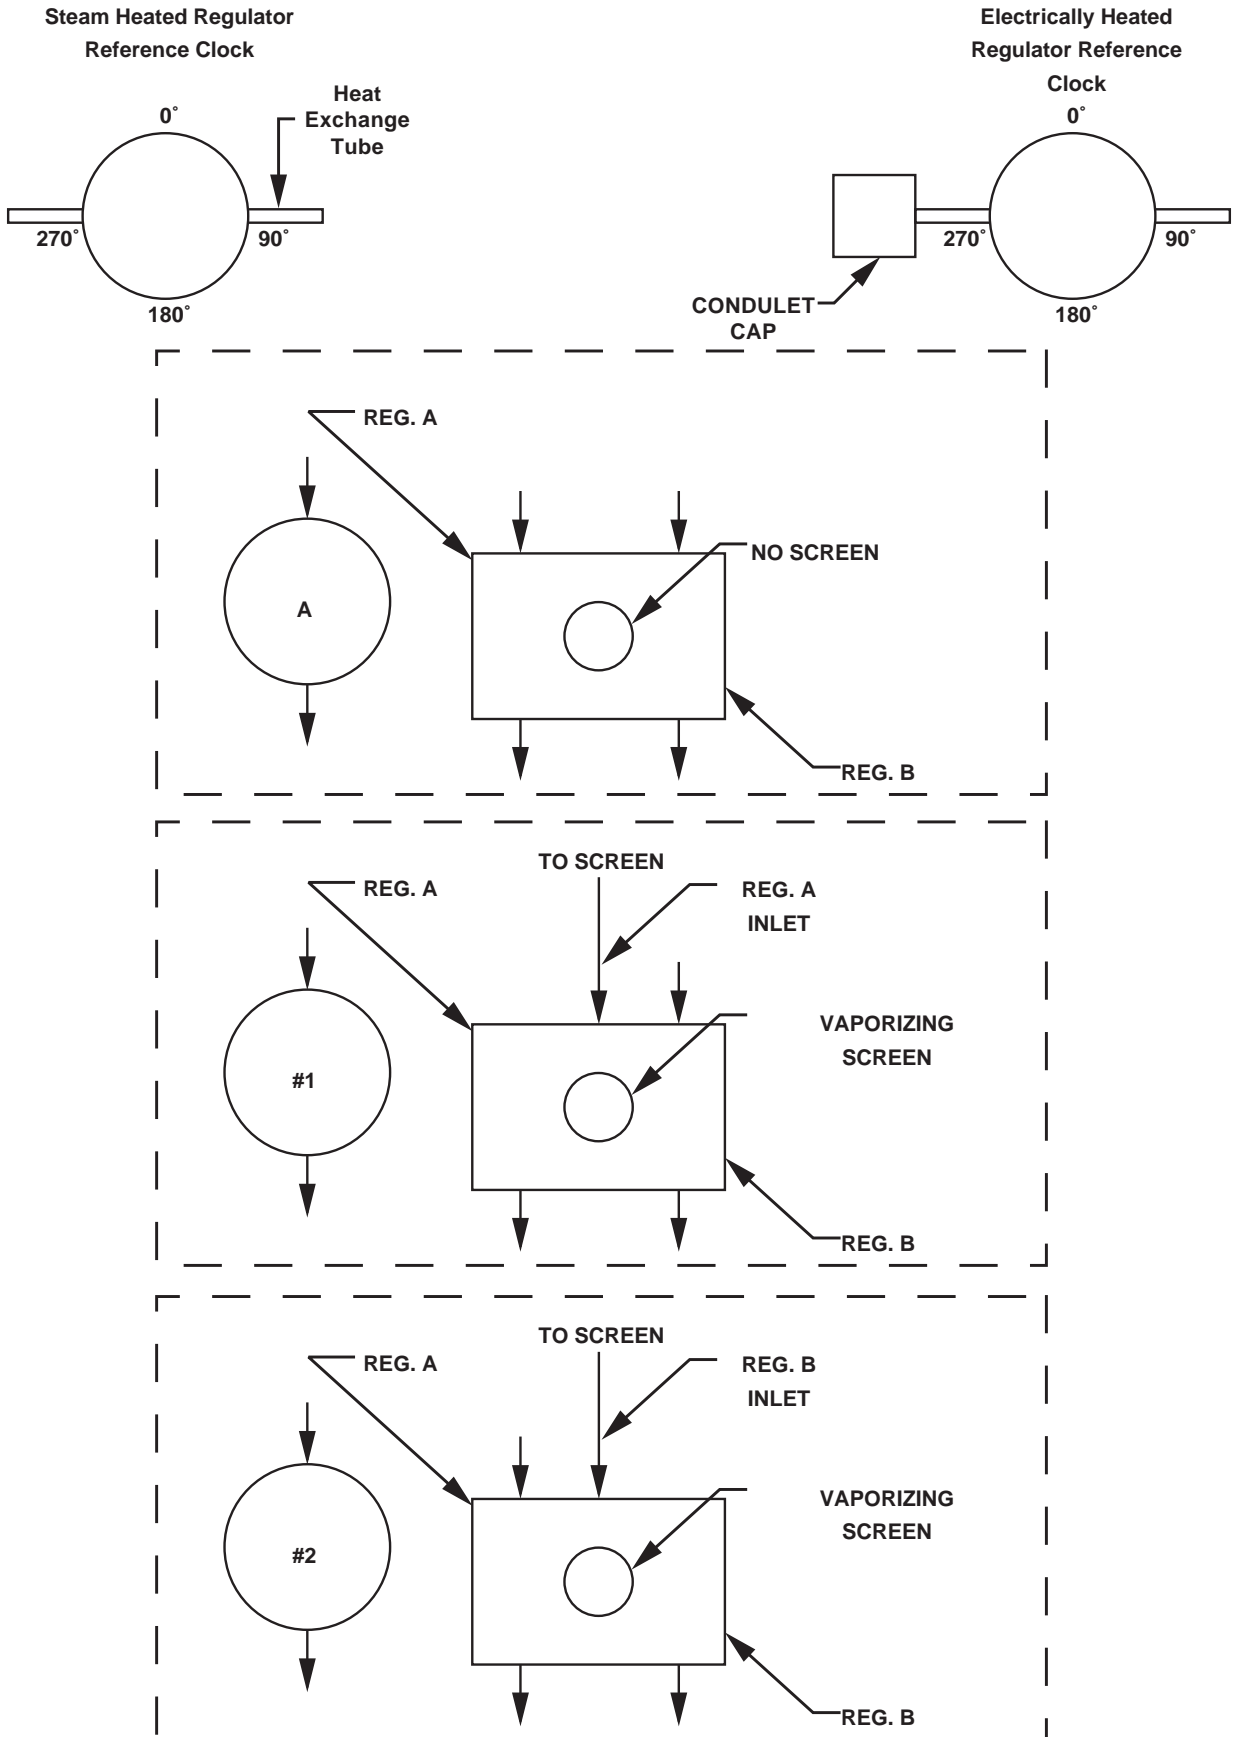 Steam Heated Regulator
Reference Clock
0˚
Heat
Exchange
Tube
270˚
90˚
180˚
Electrically Heated
Regulator Reference
Clock
0˚
270˚
90˚
180˚
CONDULET
CAP
REG. A
NO SCREEN
A
REG. B
TO SCREEN
REG. A
REG. A
INLET
VAPORIZING
SCREEN
#1
REG. B
TO SCREEN
REG. A
REG. B
INLET
VAPORIZING
SCREEN
#2
REG. B